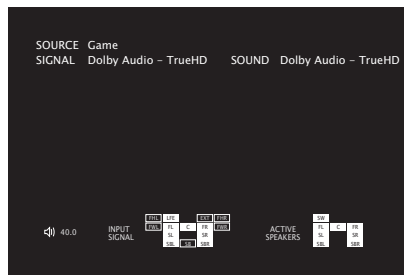 SOURCE Game
SIGNAL Dolby Audio – TrueHD SOUND Dolby Audio – TrueHD
FHL LFE EXT FHR SW
40.0 INPUT SIGNAL FWL FL C FR FWR ACTIVE SPEAKERS FL C FR
SL SR SL SR
SBL SB SBR SBL SBR